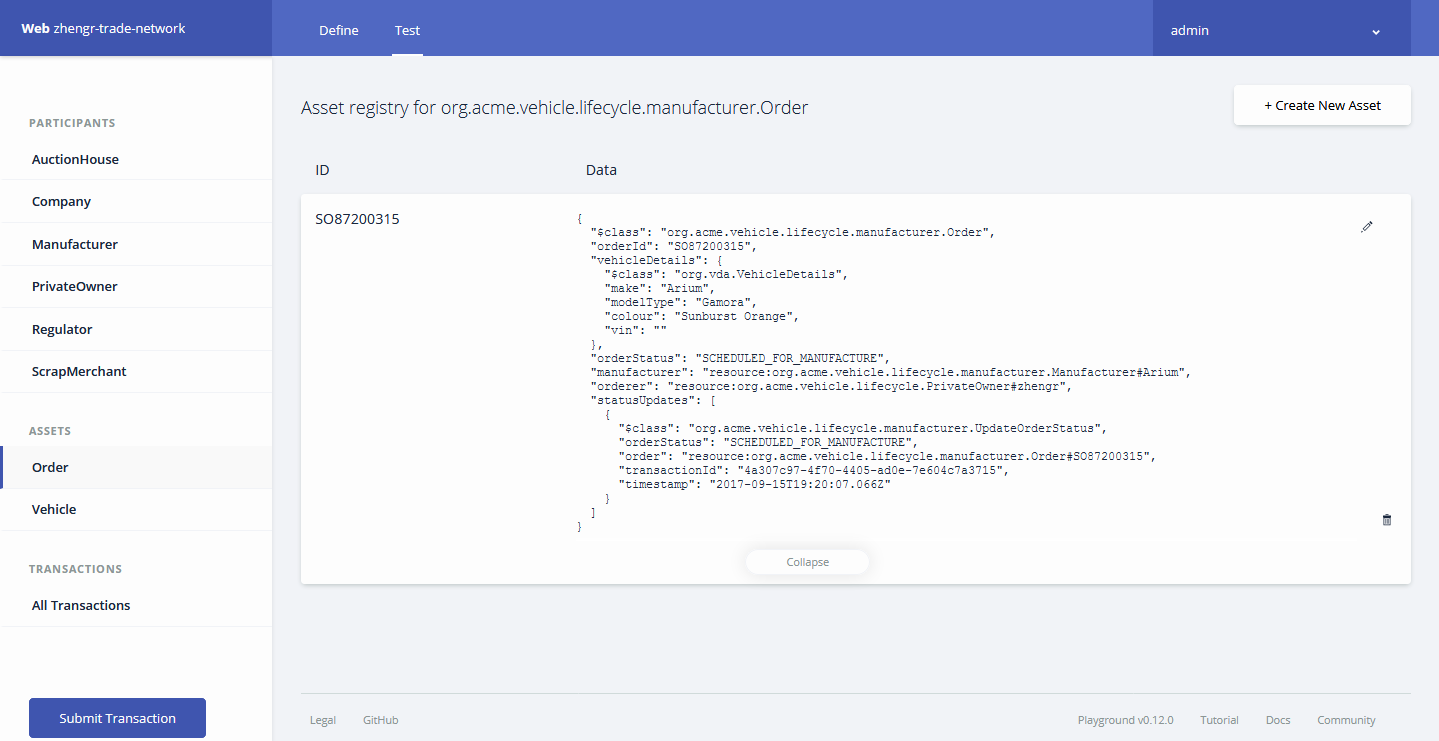 Web zhengr-trade-network
Define
Test
admin
PARTICIPANTS
AuctionHouse
Company
Manufacturer
PrivateOwner
Regulator
ScrapMerchant
ASSETS
Order
Vehicle
TRANSACTIONS
All Transactions
Submit Transaction
Asset registry for org.acme.vehicle.lifecycle.manufacturer.Order
+ Create New Asset
ID
Data
SO87200315
{
  "$class": "org.acme.vehicle.lifecycle.manufacturer.Order",
  "orderId": "SO87200315",
  "vehicleDetails": {
    "$class": "org.vda.VehicleDetails",
    "make": "Arium",
    "modelType": "Gamora",
    "colour": "Sunburst Orange",
    "vin": ""
  },
  "orderStatus": "SCHEDULED_FOR_MANUFACTURE",
  "manufacturer": "resource:org.acme.vehicle.lifecycle.manufacturer.Manufacturer#Arium",
  "orderer": "resource:org.acme.vehicle.lifecycle.PrivateOwner#zhengr",
  "statusUpdates": [
    {
      "$class": "org.acme.vehicle.lifecycle.manufacturer.UpdateOrderStatus",
      "orderStatus": "SCHEDULED_FOR_MANUFACTURE",
      "order": "resource:org.acme.vehicle.lifecycle.manufacturer.Order#SO87200315",
      "transactionId": "4a307c97-4f70-4405-ad0e-7e604c7a3715",
      "timestamp": "2017-09-15T19:20:07.066Z"
    }
  ]
}
Collapse
Legal
GitHub
Playground v0.12.0
Tutorial
Docs
Community